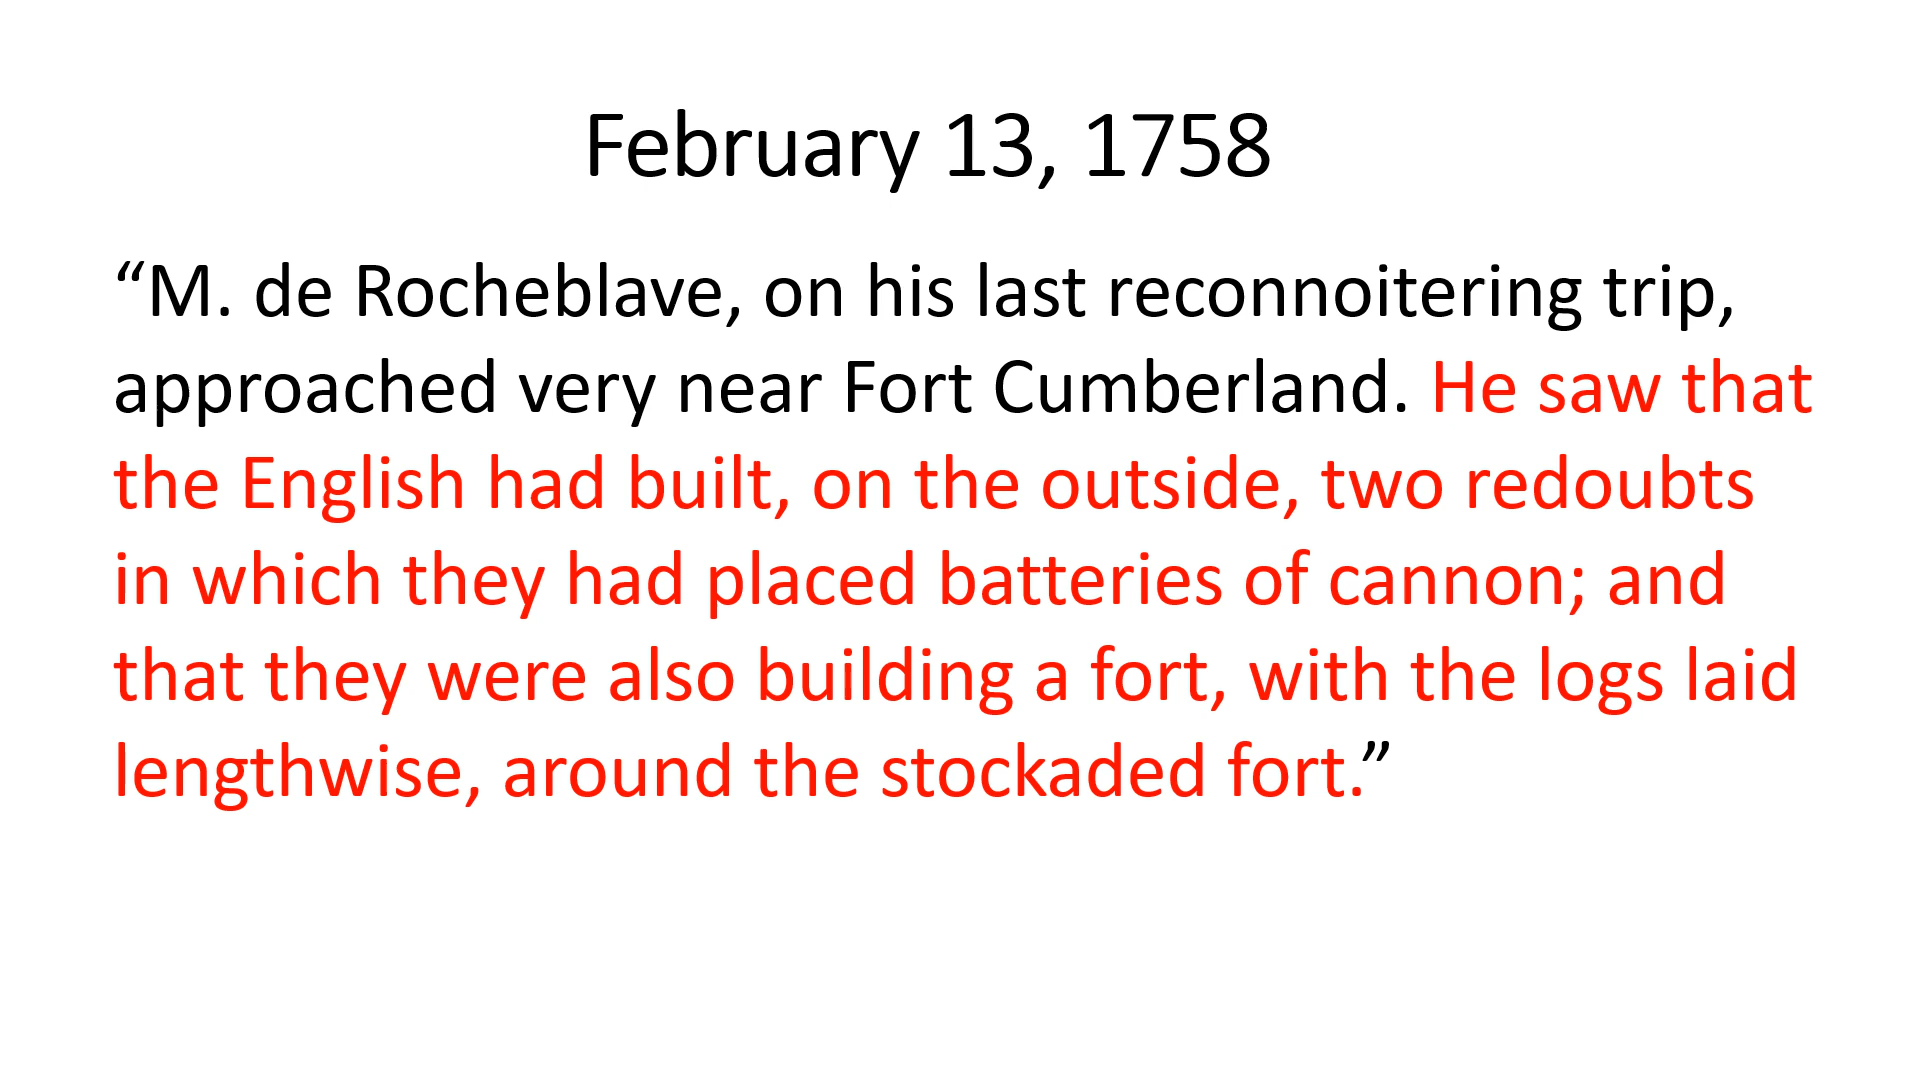 February 13, 1758
“M. de Rocheblave, on his last reconnoitering trip,
approached very near Fort Cumberland. He saw that
the English had built, on the outside, two redoubts
in which they had placed batteries of cannon; and
that they were also building a fort, with the logs laid
lengthwise, around the stockaded fort.”